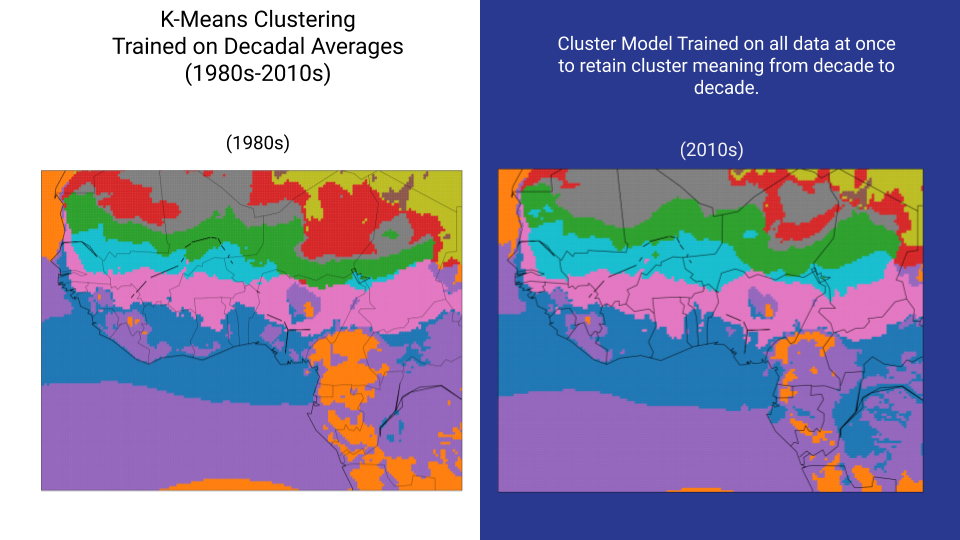 K-Means Clustering
Trained on Decadal Averages
(1980s-2010s)
(1980s)
Cluster Model Trained on all data at once
to retain cluster meaning from decade to
decade.
(2010s)